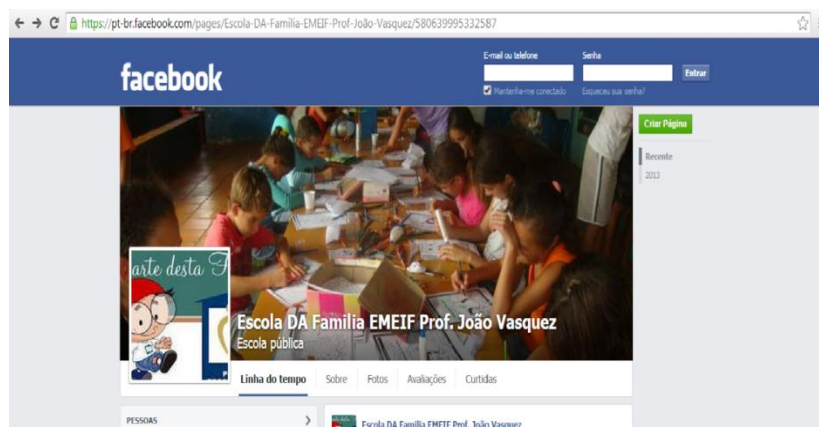 https://pt-br.facebook.com/pages/Escola-DA-Familia-EMEIF-Prof-João-Vasquez/580639995332587
facebook
E-mail ou telefone
Senha
Entrar
Mantenha-me conectado
Esqueceu sua senha?
Criar Página
Recente
2013
arte desta F
Escola DA Familia EMEIF Prof. João Vasquez
Escola pública
Linha do tempo Sobre Fotos Avaliações Curtidas
PESSOAS
Escola DA Familia EMEIF Prof. João Vasquez